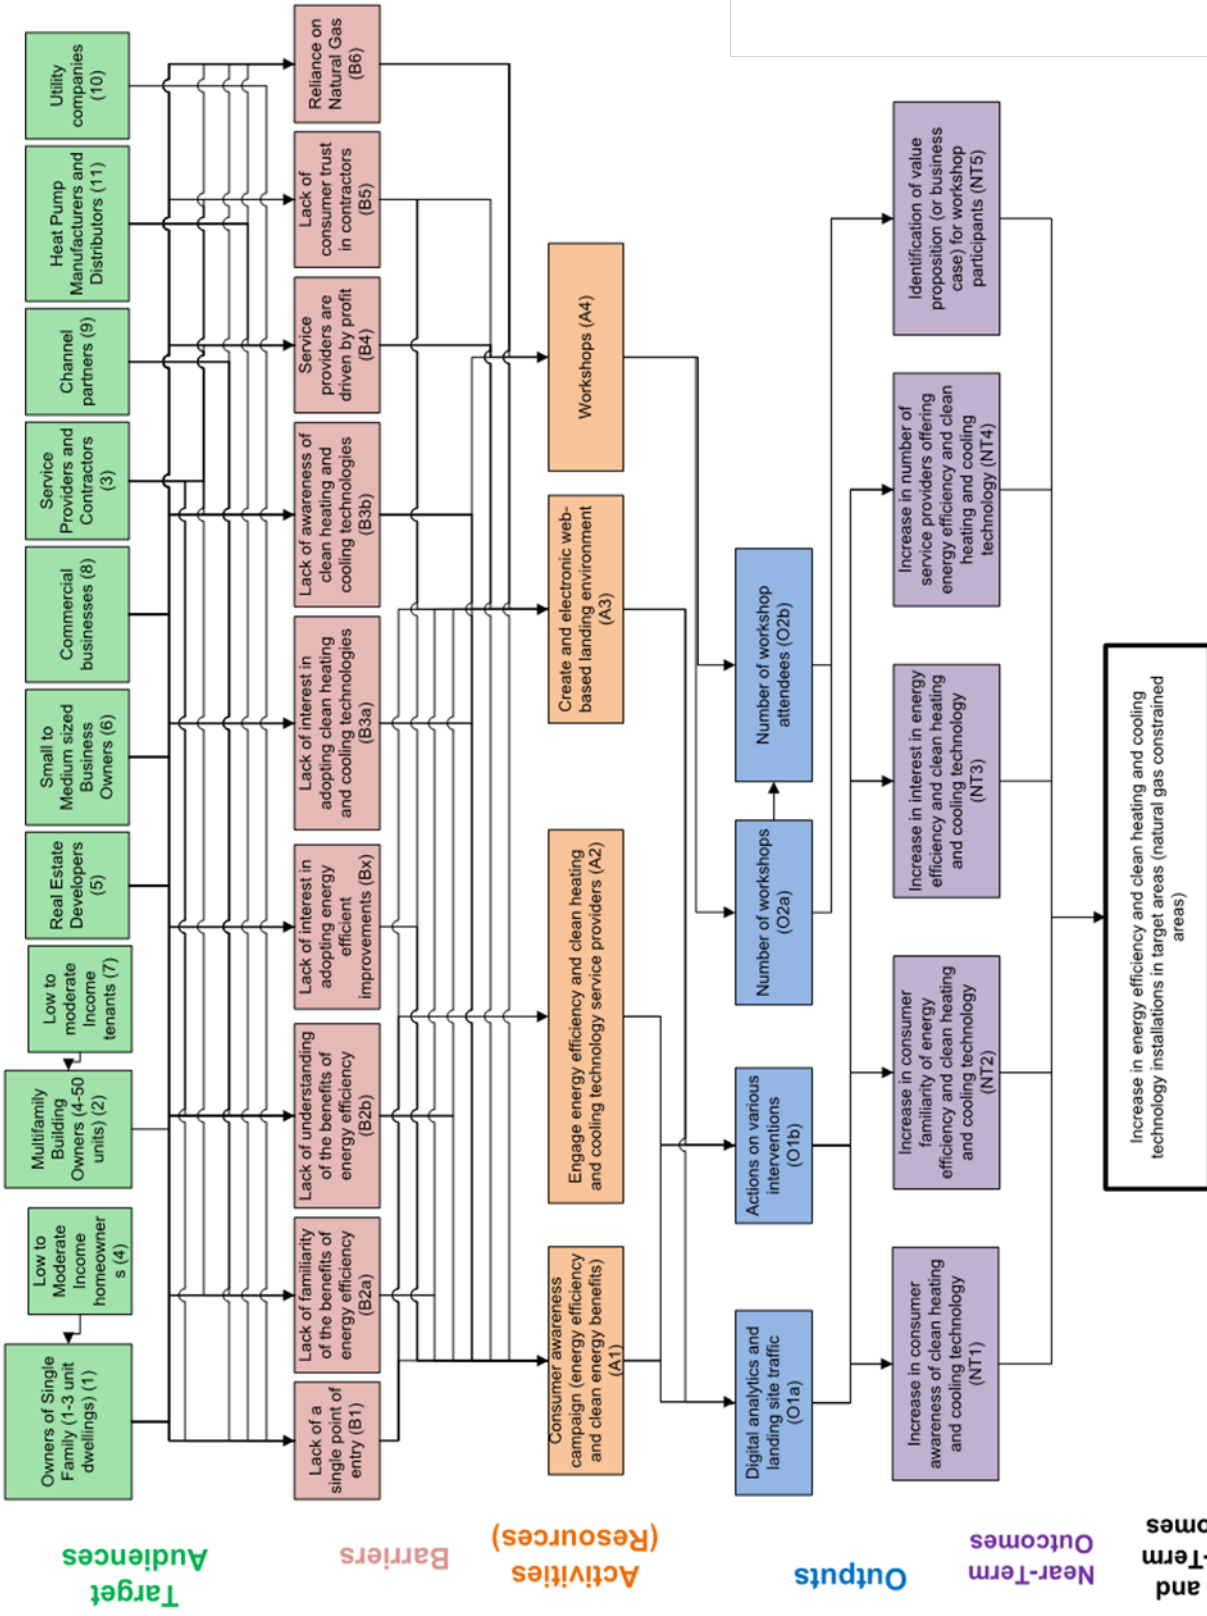 Target
Audiences
Owners of Single
Family (1-3 unit
dwellings) (1)
Low to
Moderate
Income
homeowner
s (4)
Multifamily
Building
Owners (4-50
units) (2)
Low to
moderate
Income
tenants (7)
Real Estate
Developers
(5)
Small to
Medium sized
Business
Owners (6)
Commercial
businesses (8)
Service
Providers and
Contractors
(3)
Channel
partners (9)
Heat Pump
Manufacturers and
Distributors (11)
Utility
companies
(10)
Barriers
Lack of a
single point of
entry (B1)
Lack of familiarity
of the benefits of
energy efficiency
(B2a)
Lack of understanding
of the benefits of
energy efficiency
(B2b)
Lack of interest in
adopting energy
efficient
improvements (Bx)
Lack of interest in
adopting clean heating
and cooling technologies
(B3a)
Lack of awareness of
clean heating and
cooling technologies
(B3b)
Service
providers are
driven by profit
(B4)
Lack of
consumer trust
in contractors
(B5)
Reliance on
Natural Gas
(B6)
Activities
(Resources)
Consumer awareness
campaign (energy efficiency
and clean energy benefits)
(A1)
Engage energy efficiency and clean heating
and cooling technology service providers (A2)
Create and electronic web-
based landing environment
(A3)
Workshops (A4)
Outputs
Digital analytics and
landing site traffic
(O1a)
Actions on various
interventions
(O1b)
Number of workshops
(O2a)
Number of workshop
attendees (O2b)
Near-Term
Outcomes
Increase in consumer
awareness of clean heating
and cooling technology
(NT1)
Increase in consumer
familiarity of energy
efficiency and clean heating
and cooling technology
(NT2)
Increase in interest in energy
efficiency and clean heating
and cooling technology
(NT3)
Increase in number of
service providers offering
energy efficiency and clean
heating and cooling
technology (NT4)
Identification of value
proposition (or business
case) for workshop
participants (NT5)
and
-Term
omes
Increase in energy efficiency and clean heating and cooling
technology installations in target areas (natural gas constrained
areas)